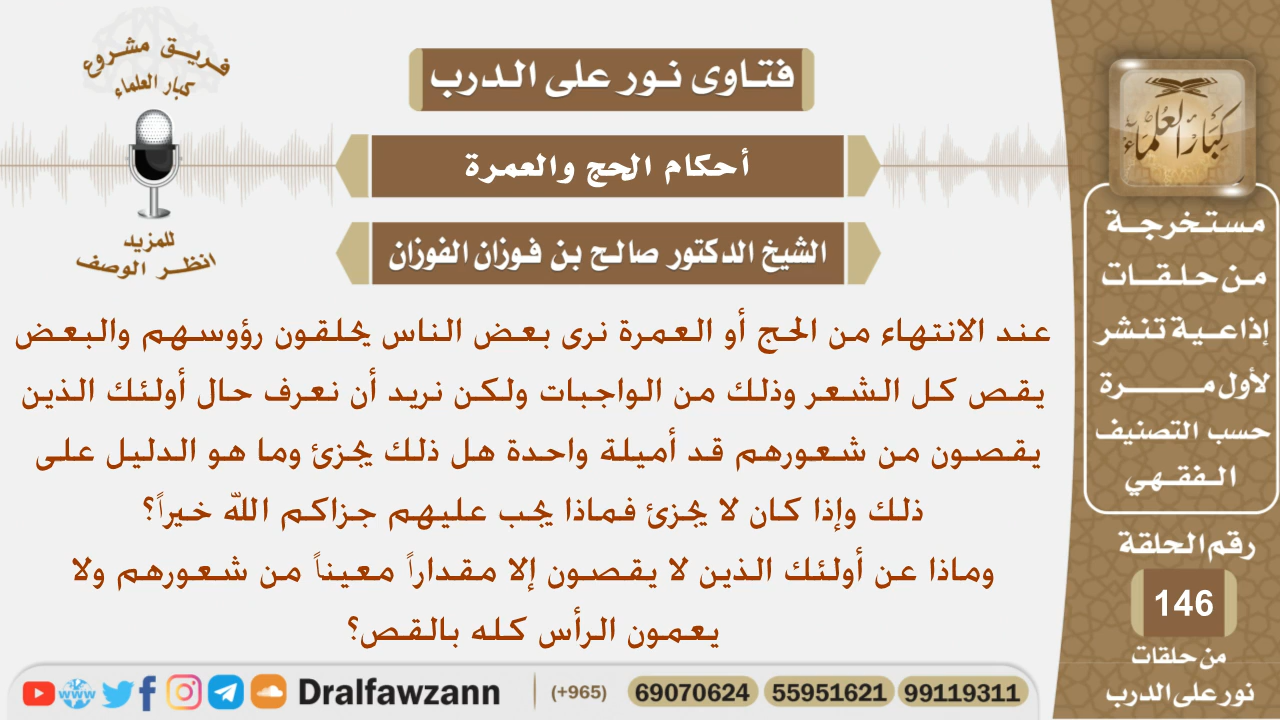 فريق مشروع
كبار العلماء
للمزيد
انظر الوصف
فتاوى نور على الدرب
أحكام الحج والعمرة
الشيخ الدكتور صالح بن فوزان الفوزان
عند الانتهاء من الحج أو العمرة نرى بعض الناس يحلقون رؤوسهم والبعض
يقص كل الشعر وذلك من الواجبات ولكن نريد أن نعرف حال أولئك الذين
يقصون من شعورهم قد أميلة واحدة هل ذلك يجزئ وما هو الدليل على
ذلك وإذا كان لا يجزئ فماذا يجب عليهم جزاكم الله خيراً؟
وماذا عن أولئك الذين لا يقصون إلا مقداراً معيناً من شعورهم ولا
يعمون الرأس كله بالقص؟
كبار العلماء
مستخرجة
من حلقات
إذاعية تنشر
لأول مرة
حسب التصنيف
الفقهي
رقم الحلقة
146
من حلقات
نور على الدرب
www
Dralfawzann (+965) 69070624 55951621 99119311